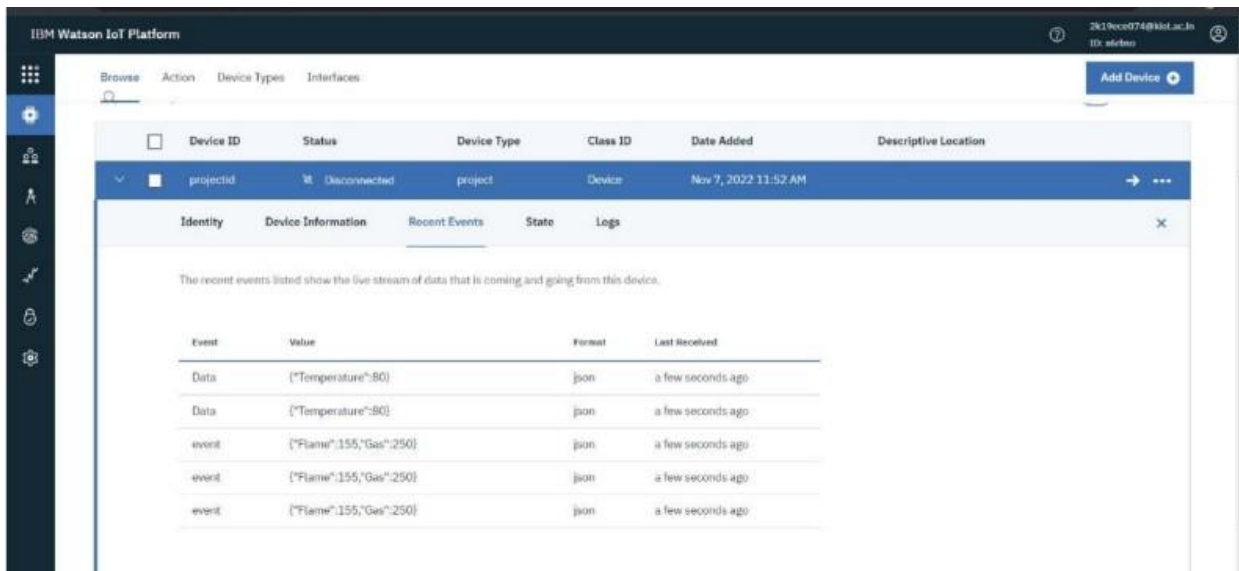 IBM Watson IoT Platform
2k19ece074@kiot.ac.in
ID:
Browse Action Device Types Interfaces
Add Device
Device ID Status Device Type Class ID Date Added Descriptive Location
projectid Disconnected project Device Nov 7, 2022 11:52 AM
Identity Device Information Recent Events State Logs
The recent events listed show the live stream of data that is coming and going from this device.
Event Value Format Last Received
Data {"Temperature":80} json a few seconds ago
Data {"Temperature":80} json a few seconds ago
event {"Flame":155,"Gas":250} json a few seconds ago
event {"Flame":155,"Gas":250} json a few seconds ago
event {"Flame":155,"Gas":250} json a few seconds ago